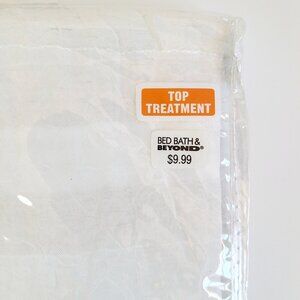 TOP
TREATMENT
BED BATH &
BEYOND®
$9.99